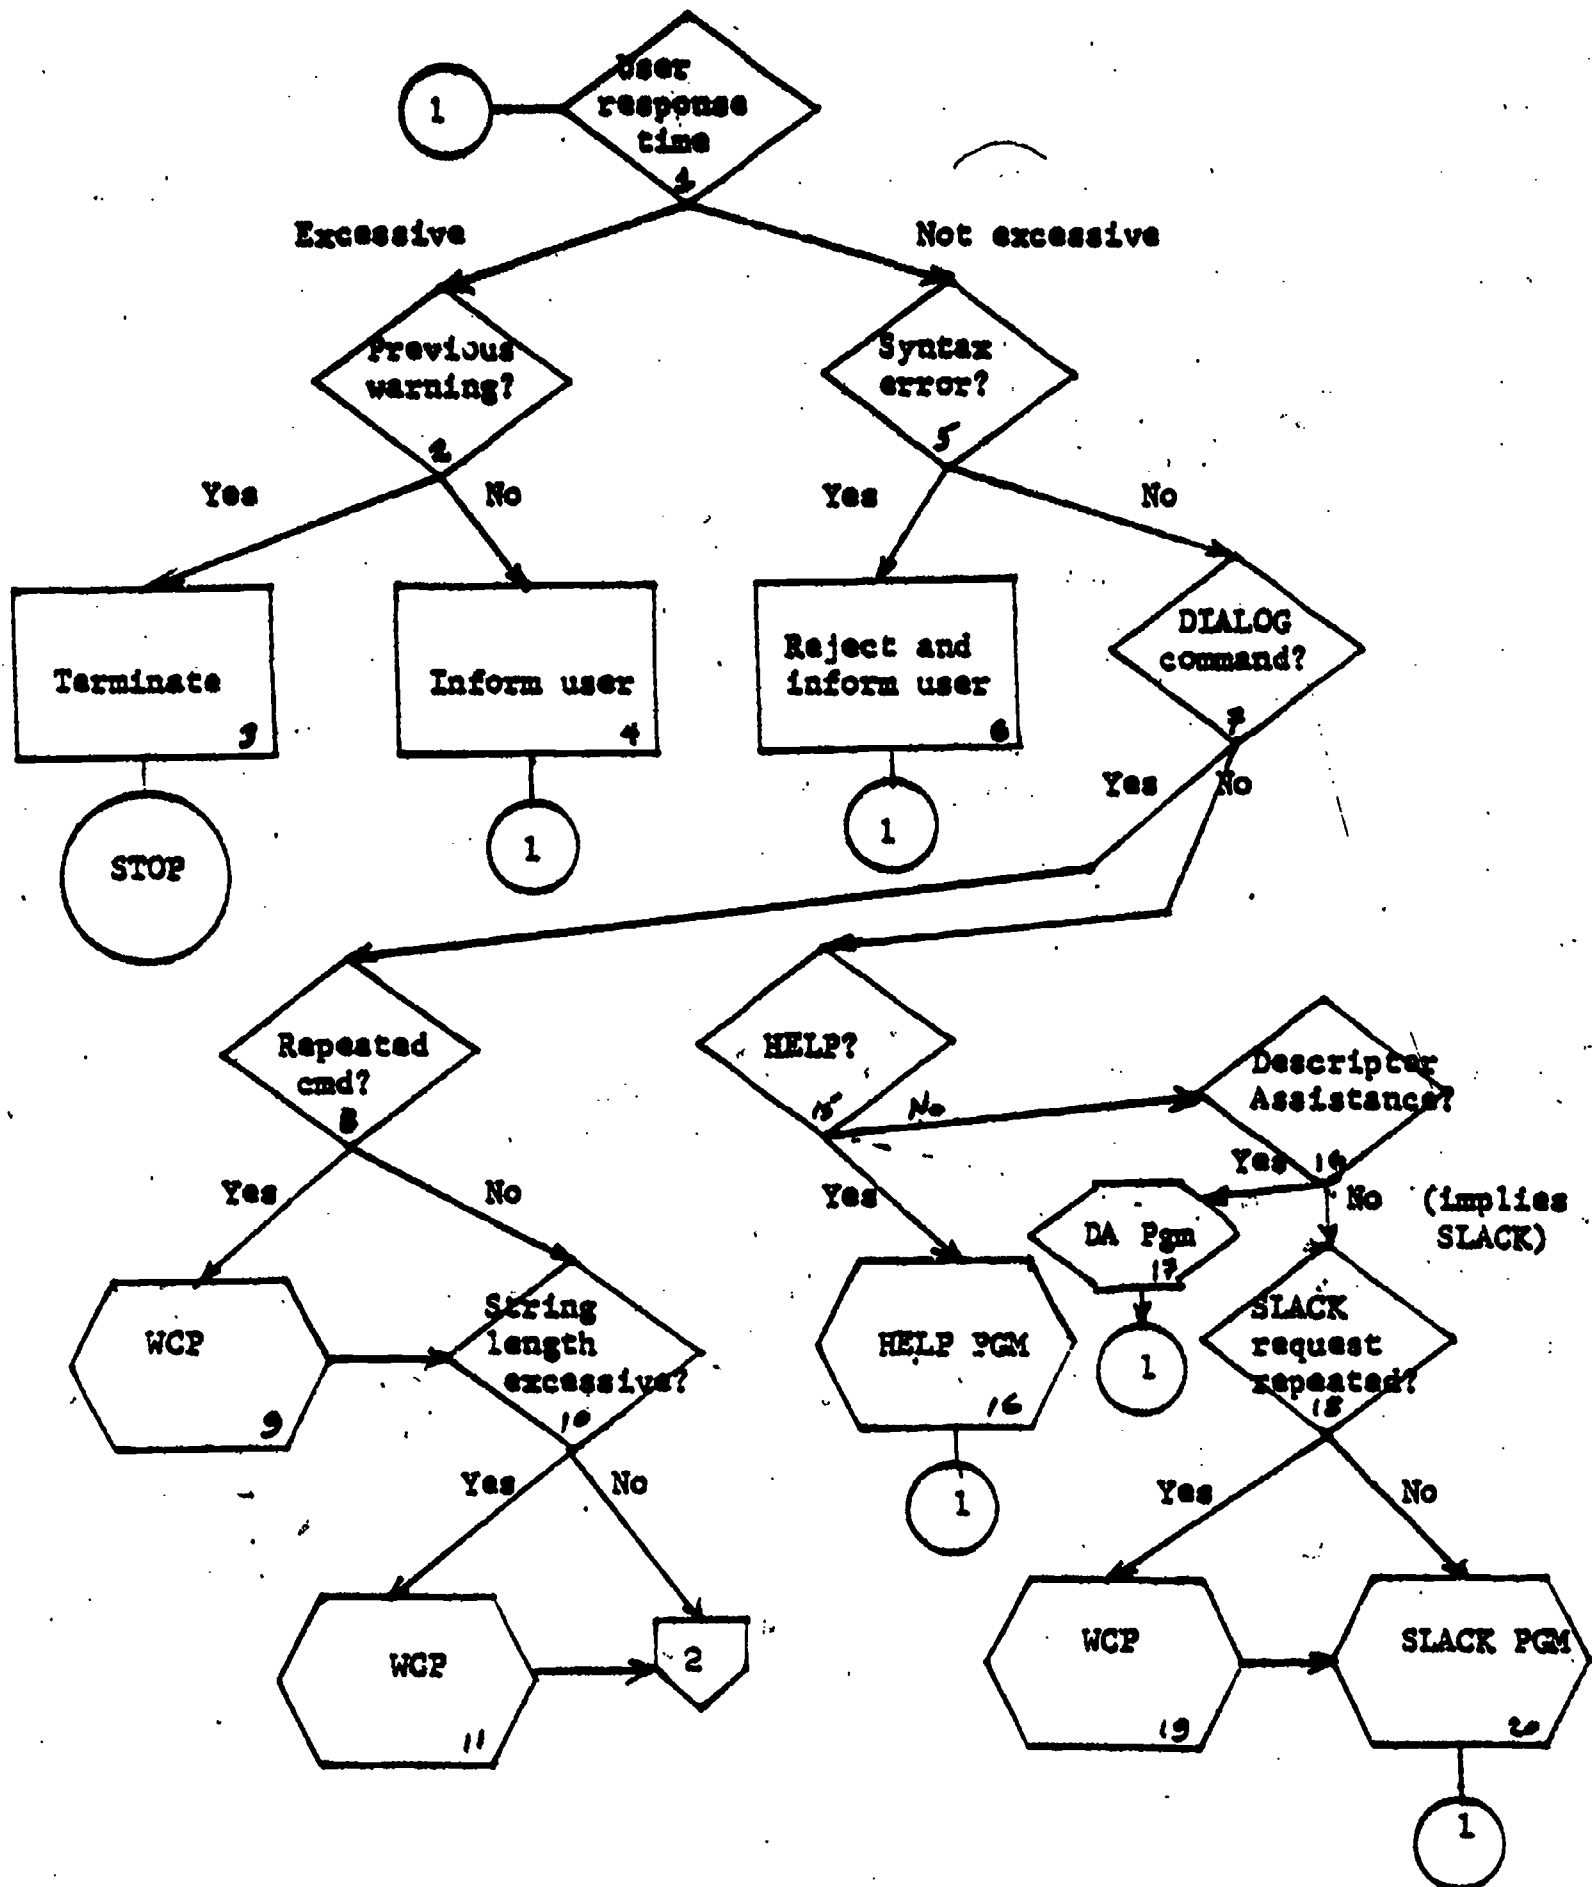 User
response
time
1
1
Excessive
Not excessive
Previous
warning?
2
Syntax
error?
5
Yes
No
Yes
No
Terminate
3
Inform user
4
Reject and
inform user
6
DIALOG
command?
7
Yes
No
STOP
1
1
Repeated
cmd?
8
HELP?
15
No
Descripter
Assistance?
Yes
No
Yes
Yes
No
(implies
SLACK)
DA Pgm
17
1
WCP
9
String
length
excessive?
10
HELP PGM
16
1
SLACK
request
repeated?
18
Yes
No
Yes
No
WCP
11
2
WCP
19
SLACK PGM
20
1